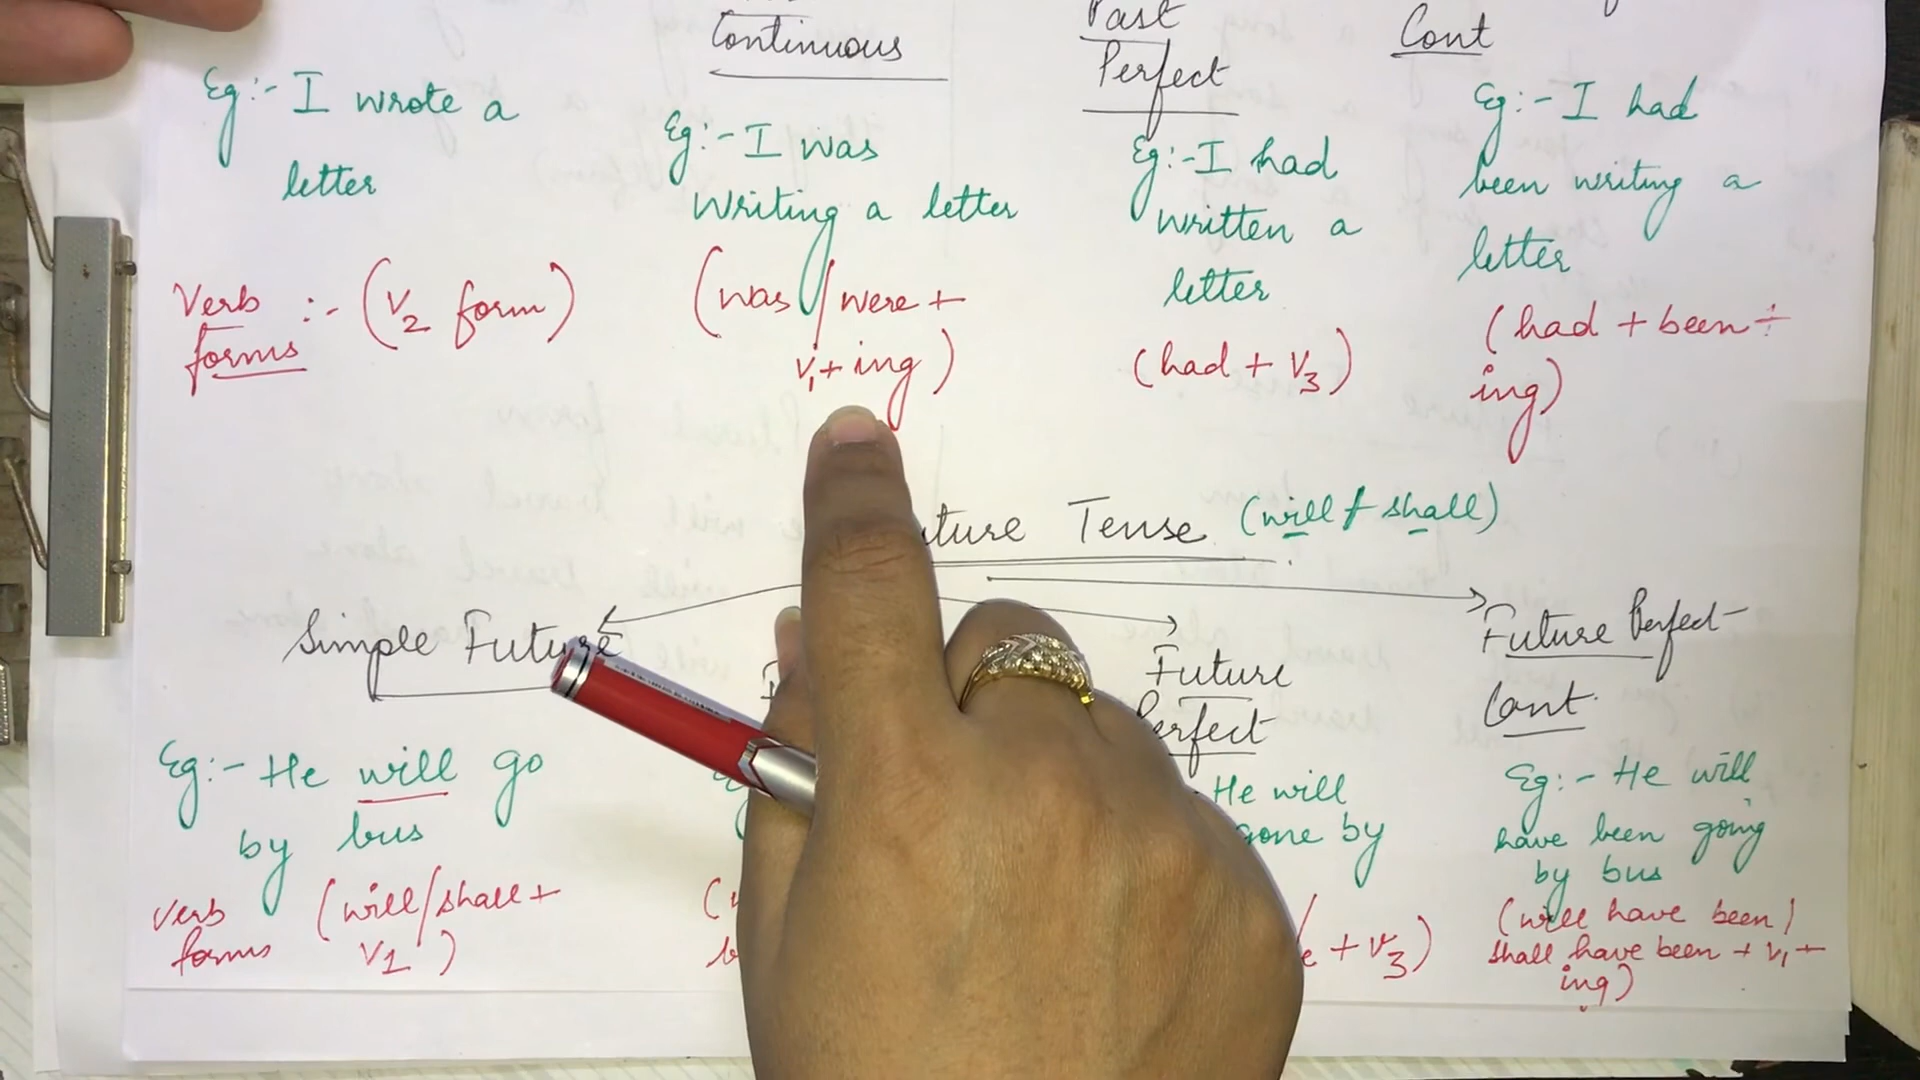 Continuous
Past
Perfect
Cont
Eg:- I wrote a
letter
Eg:- I was
writing a letter
Eg:- I had
written a
letter
Eg:- I had
been writing a
letter
Verb
forms :- (V2 form)
(was/were +
V1 + ing)
(had + V3)
(had + been +
ing)
Tense (will / shall)
Simple Future
Future
Future Perfect
Cont.
Eg:- He will go
by bus
He will
gone by
Eg:- He will
have been going
by bus
Verb
forms (will/shall +
V1)
+ V3)
(will have been/
shall have been + V1 +
ing)